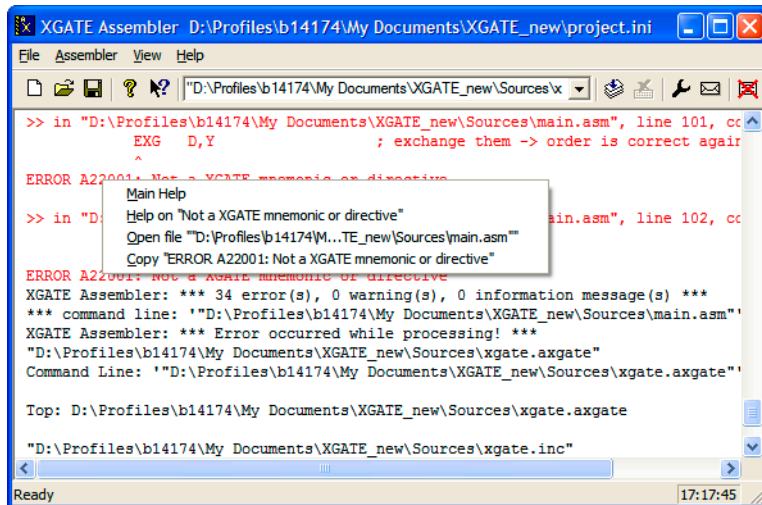 XGATE Assembler D:\Profiles\b14174\My Documents\XGATE_new\project.ini
File Assembler View Help
"D:\Profiles\b14174\My Documents\XGATE_new\Sources\x
>> in "D:\Profiles\b14174\My Documents\XGATE_new\Sources\main.asm", line 101, co
EXG D,Y ; exchange them -> order is correct again
^
ERROR A22001: Not a XGATE mnemonic or directive
Main Help
Help on "Not a XGATE mnemonic or directive"
>> in "D: ain.asm", line 102, co
Open file ""D:\Profiles\b14174\M...TE_new\Sources\main.asm""
Copy "ERROR A22001: Not a XGATE mnemonic or directive"
ERROR A22001: Not a XGATE mnemonic or directive
XGATE Assembler: *** 34 error(s), 0 warning(s), 0 information message(s) ***
*** command line: '"D:\Profiles\b14174\My Documents\XGATE_new\Sources\main.asm"'
XGATE Assembler: *** Error occurred while processing! ***
"D:\Profiles\b14174\My Documents\XGATE_new\Sources\xgate.axgate"
Command Line: '"D:\Profiles\b14174\My Documents\XGATE_new\Sources\xgate.axgate"'
Top: D:\Profiles\b14174\My Documents\XGATE_new\Sources\xgate.axgate
"D:\Profiles\b14174\My Documents\XGATE_new\Sources\xgate.inc"
Ready 17:17:45